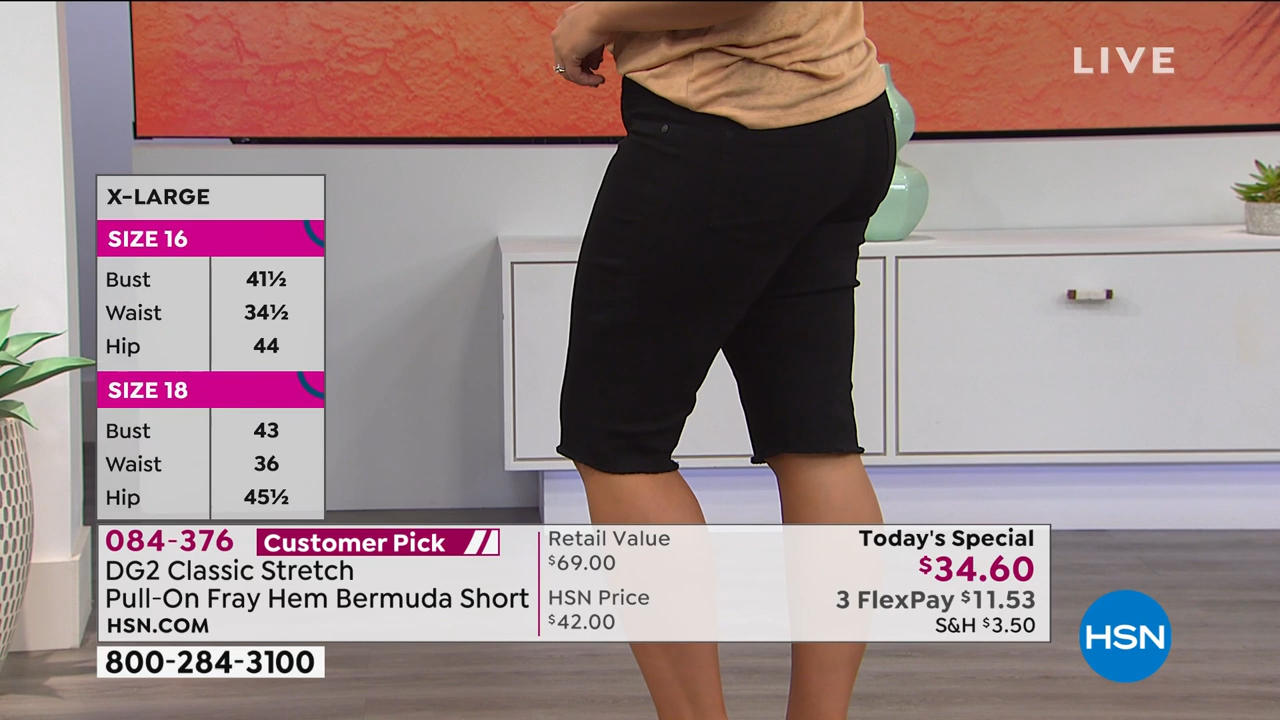 LIVE
X-LARGE
SIZE 16
Bust 41½
Waist 34½
Hip 44
SIZE 18
Bust 43
Waist 36
Hip 45½
084-376 Customer Pick
DG2 Classic Stretch
Pull-On Fray Hem Bermuda Short
HSN.COM
Retail Value
$69.00
HSN Price
$42.00
Today's Special
$34.60
3 FlexPay $11.53
S&H $3.50
800-284-3100
HSN